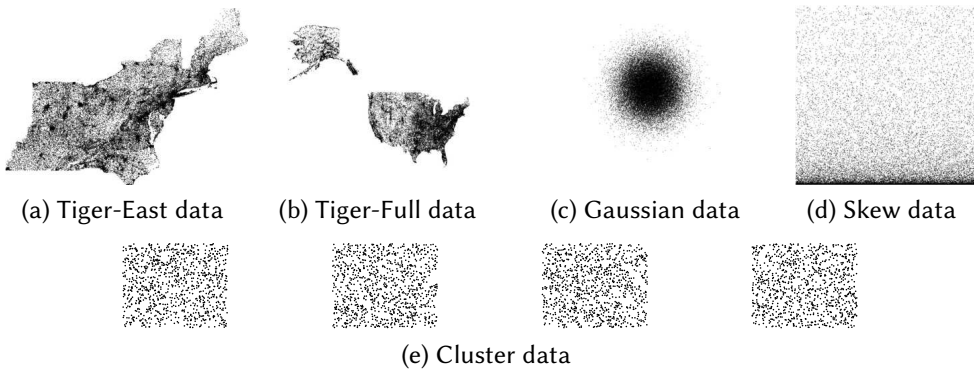 (a) Tiger-East data (b) Tiger-Full data (c) Gaussian data (d) Skew data
(e) Cluster data